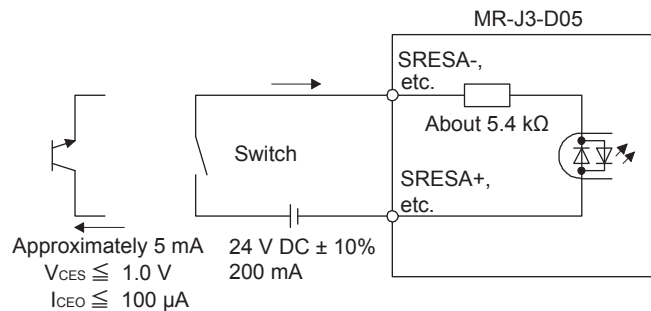 MR-J3-D05
SRESA-,
etc.
About 5.4 kΩ
Switch
SRESA+,
etc.
Approximately 5 mA
VCES ≦ 1.0 V
ICEO ≦ 100 μA
24 V DC ± 10%
200 mA